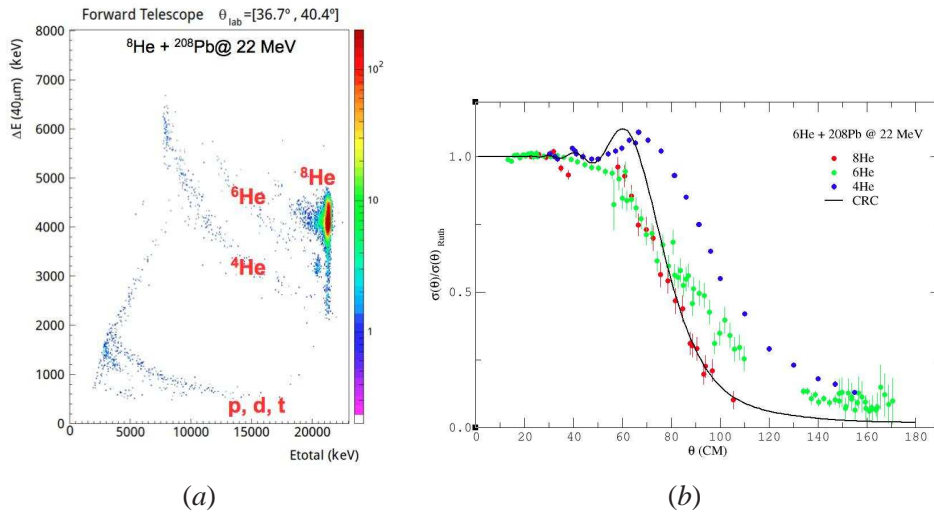 Forward Telescope θlab=[36.7º , 40.4º]
ΔE (40μm) (keV)
⁸He + ²⁰⁸Pb@ 22 MeV
8000
7000
6000
5000
4000
3000
2000
1000
0
⁶He
⁸He
⁴He
p, d, t
0 5000 10000 15000 20000
Etotal (keV)
10²
10
1
(a)
σ(θ)/σ(θ) Ruth
1.0
0.5
0.0
6He + 208Pb @ 22 MeV
8He
6He
4He
CRC
0 20 40 60 80 100 120 140 160 180
θ (CM)
(b)